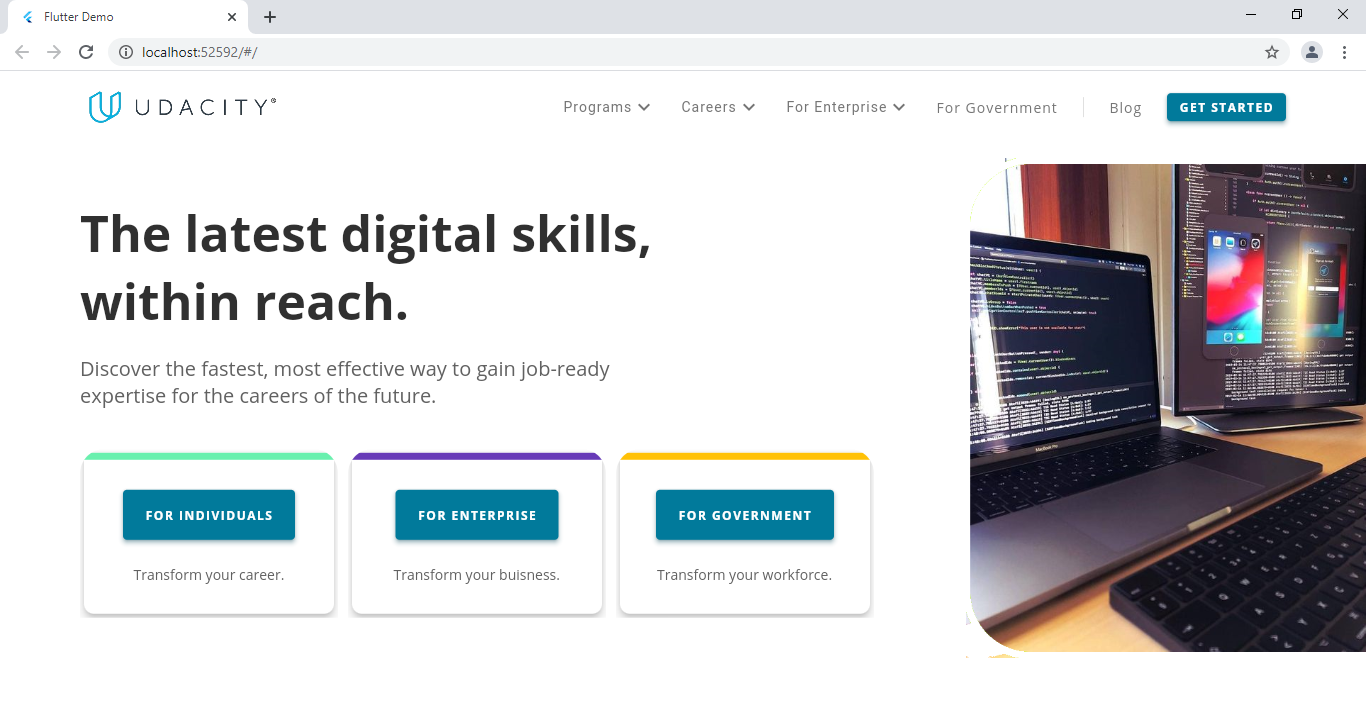 Flutter Demo
localhost:52592/#/
UDACITY®
Programs Careers For Enterprise For Government Blog GET STARTED
The latest digital skills,
within reach.
Discover the fastest, most effective way to gain job-ready
expertise for the careers of the future.
FOR INDIVIDUALS FOR ENTERPRISE FOR GOVERNMENT
Transform your career. Transform your buisness. Transform your workforce.
MacBook Pro